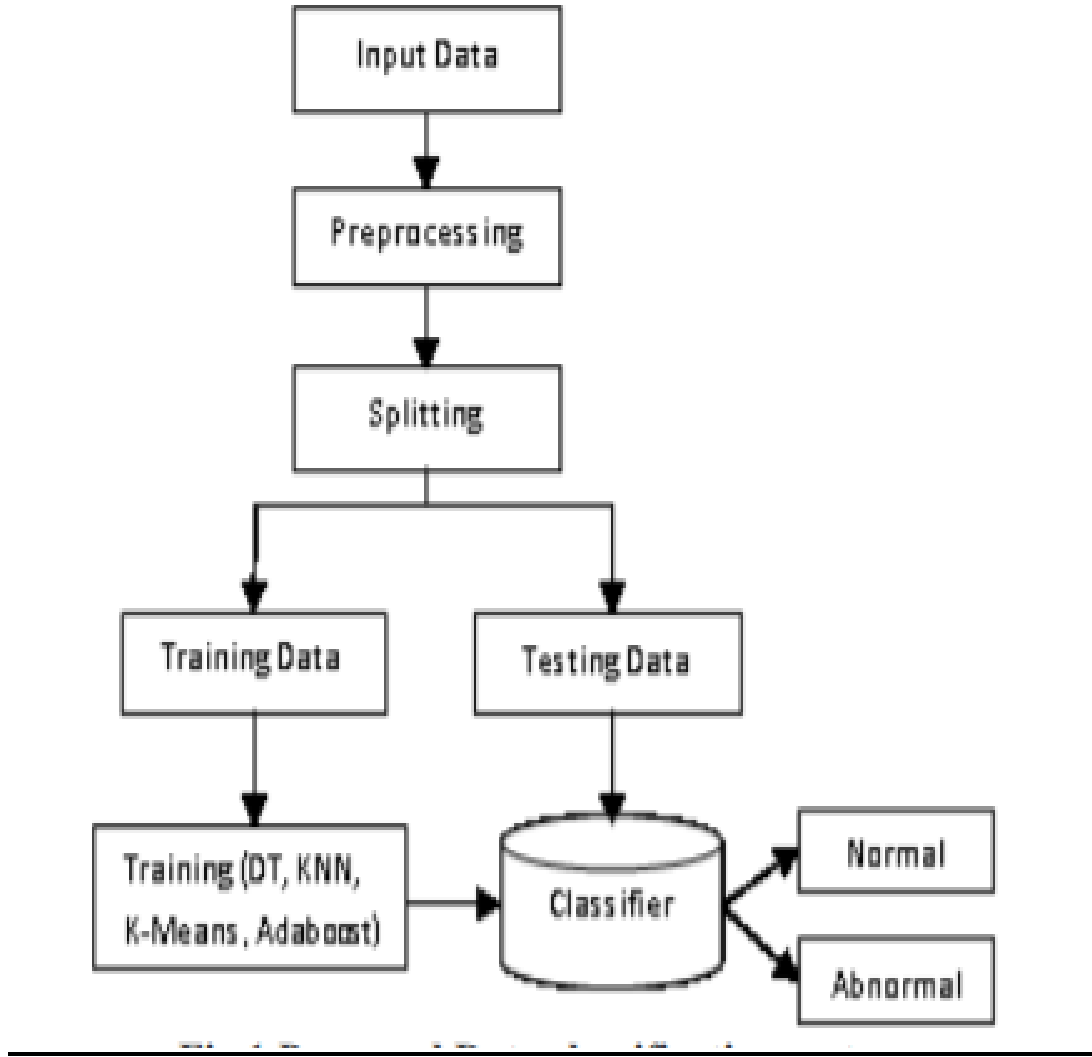 Input Data
Preprocessing
Splitting
Training Data
Testing Data
Training (DT, KNN,
K-Means, Adaboost)
Classifier
Normal
Abnormal